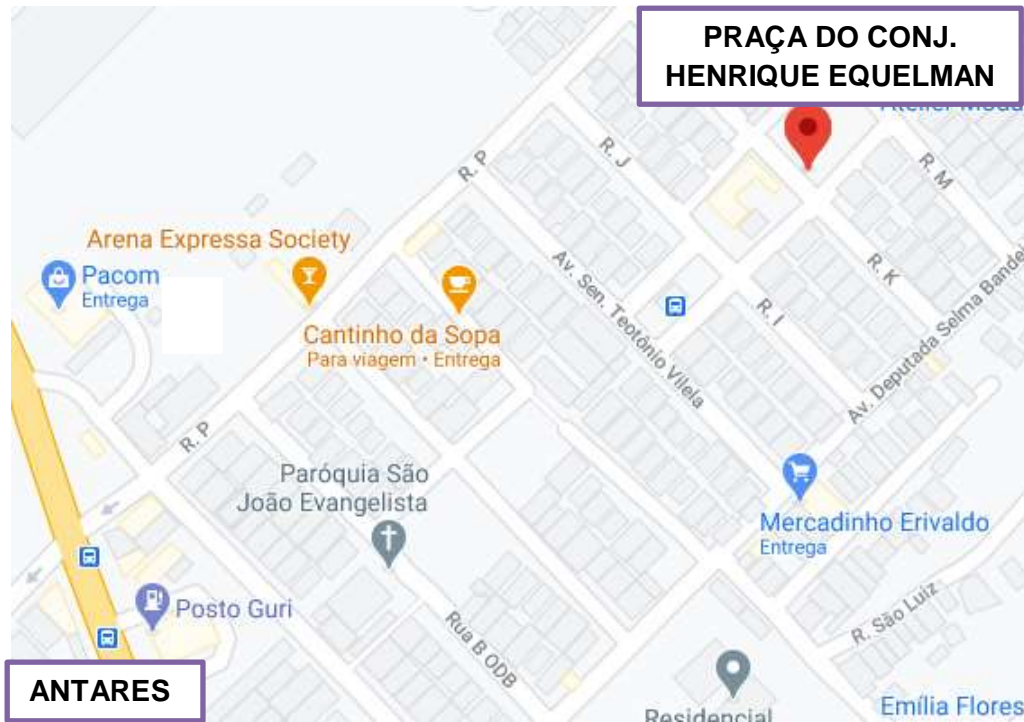 PRAÇA DO CONJ.
HENRIQUE EQUELMAN
R. J
R. M
R. P
Arena Expressa Society
Pacom
Entrega
Av. Sen. Teotônio Vilela
R. K
R. I
Cantinho da Sopa
Para viagem • Entrega
Av. Deputada Selma Bandei
R. P
Paróquia São
João Evangelista
Mercadinho Erivaldo
Entrega
Posto Guri
R. São Luiz
Rua B ODB
ANTARES
Residencial
Emília Flores